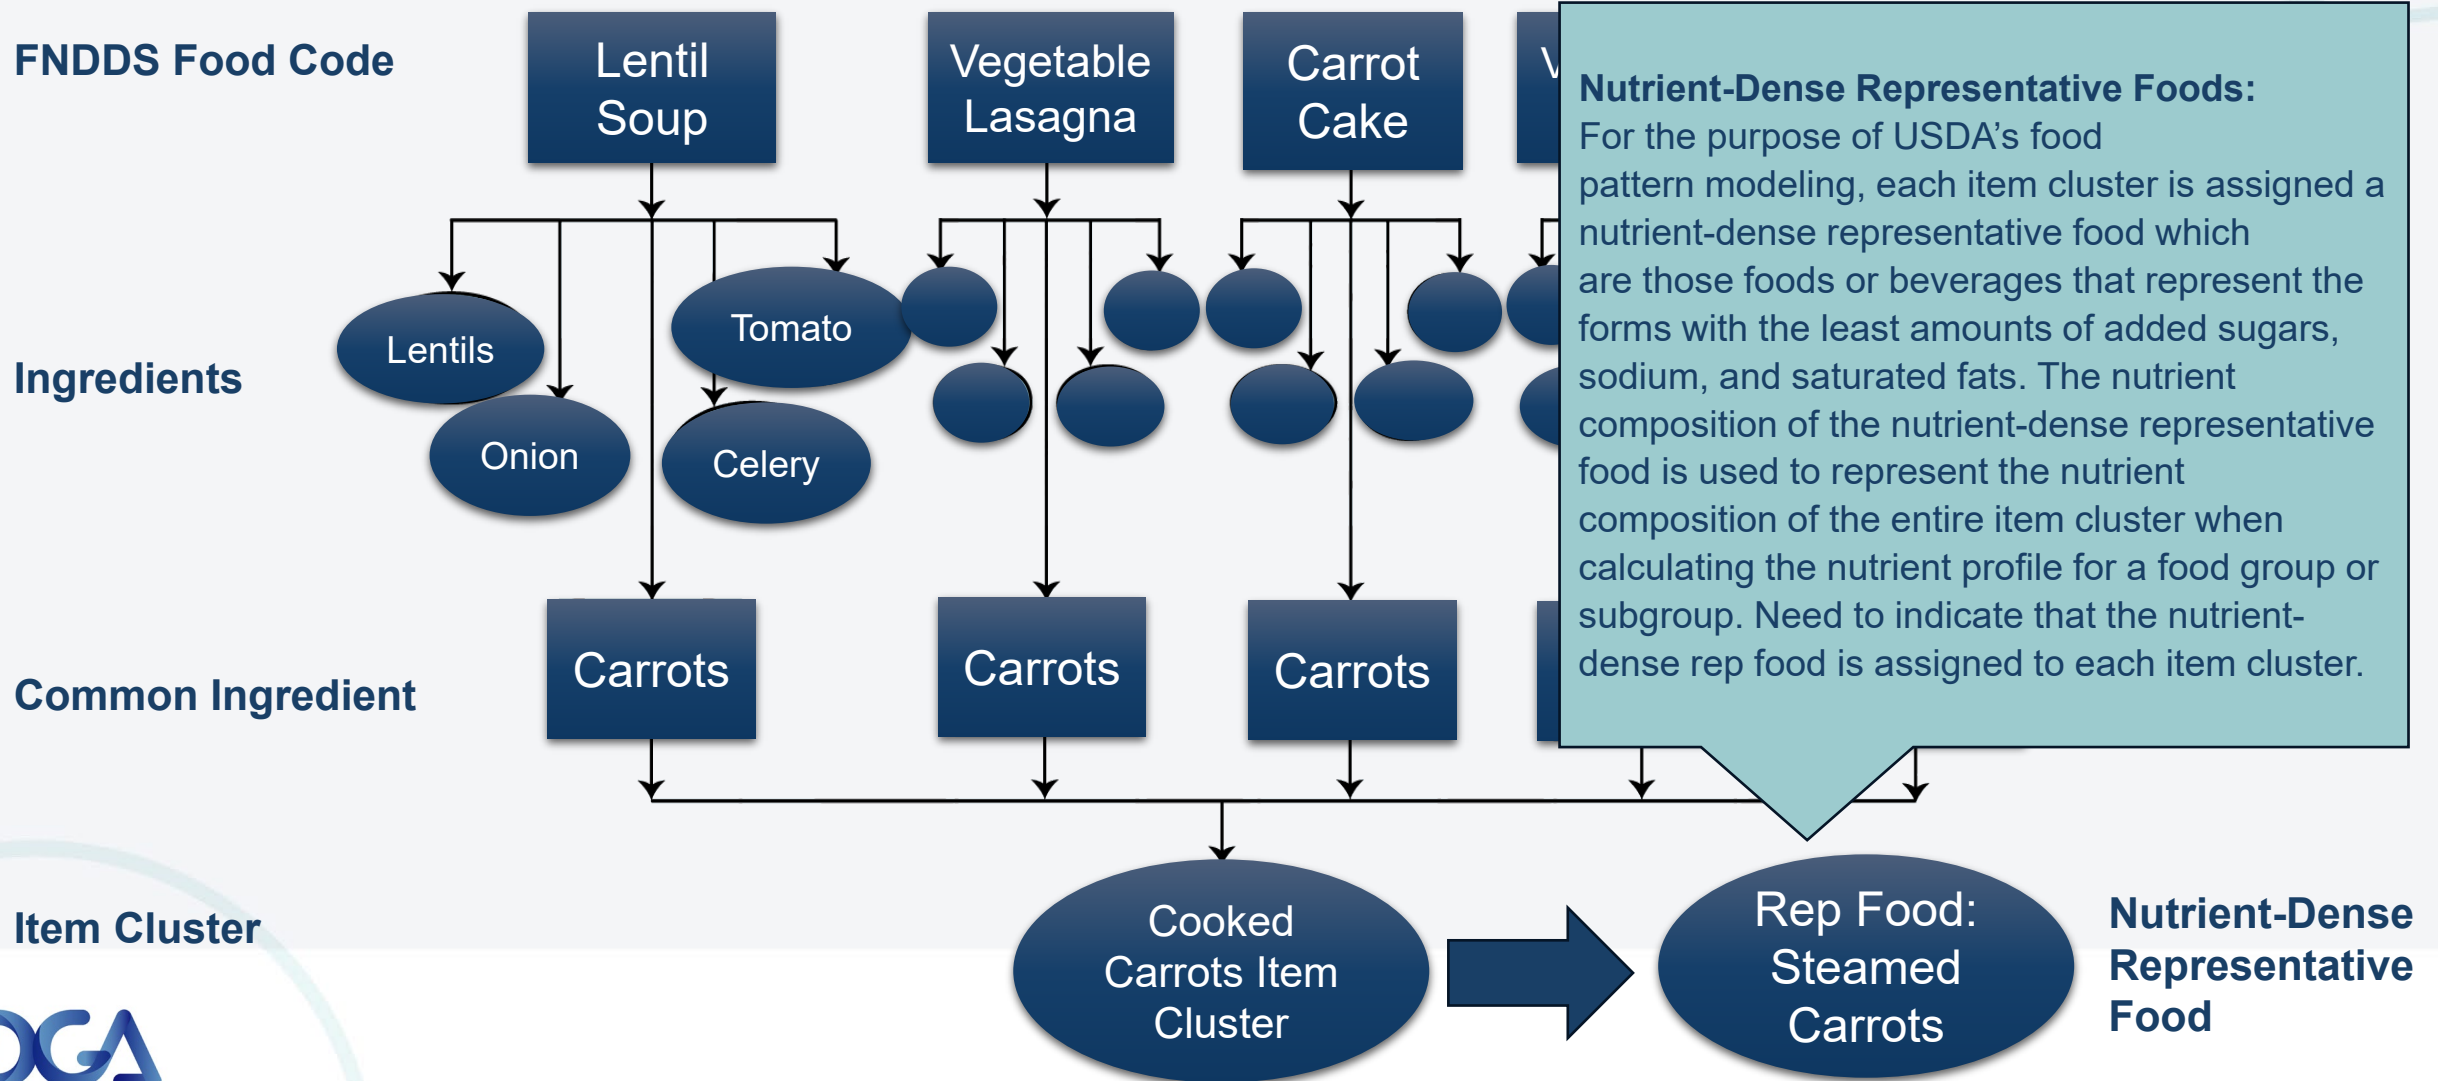 FNDDS Food Code
Lentil
Soup
Vegetable
Lasagna
Carrot
Cake
V
Nutrient-Dense Representative Foods:
For the purpose of USDA’s food
pattern modeling, each item cluster is assigned a
nutrient-dense representative food which
are those foods or beverages that represent the
forms with the least amounts of added sugars,
sodium, and saturated fats. The nutrient
composition of the nutrient-dense representative
food is used to represent the nutrient
composition of the entire item cluster when
calculating the nutrient profile for a food group or
subgroup. Need to indicate that the nutrient-
dense rep food is assigned to each item cluster.
Ingredients
Lentils
Onion
Tomato
Celery
Common Ingredient
Carrots
Carrots
Carrots
Item Cluster
Cooked
Carrots Item
Cluster
Rep Food:
Steamed
Carrots
Nutrient-Dense
Representative
Food
DGA